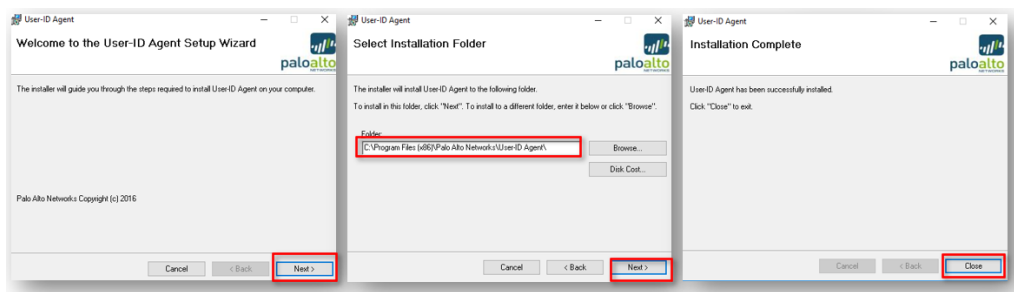 User-ID Agent
Welcome to the User-ID Agent Setup Wizard
paloalto
NETWORKS
The installer will guide you through the steps required to install User-ID Agent on your computer.
Palo Alto Networks Copyright (c) 2016
Cancel
< Back
Next >
User-ID Agent
Select Installation Folder
paloalto
NETWORKS
The installer will install User-ID Agent to the following folder.
To install in this folder, click "Next". To install to a different folder, enter it below or click "Browse".
Folder:
C:\Program Files (x86)\Palo Alto Networks\User-ID Agent\
Browse...
Disk Cost...
Cancel
< Back
Next >
User-ID Agent
Installation Complete
paloalto
NETWORKS
User-ID Agent has been successfully installed.
Click "Close" to exit.
Cancel
< Back
Close